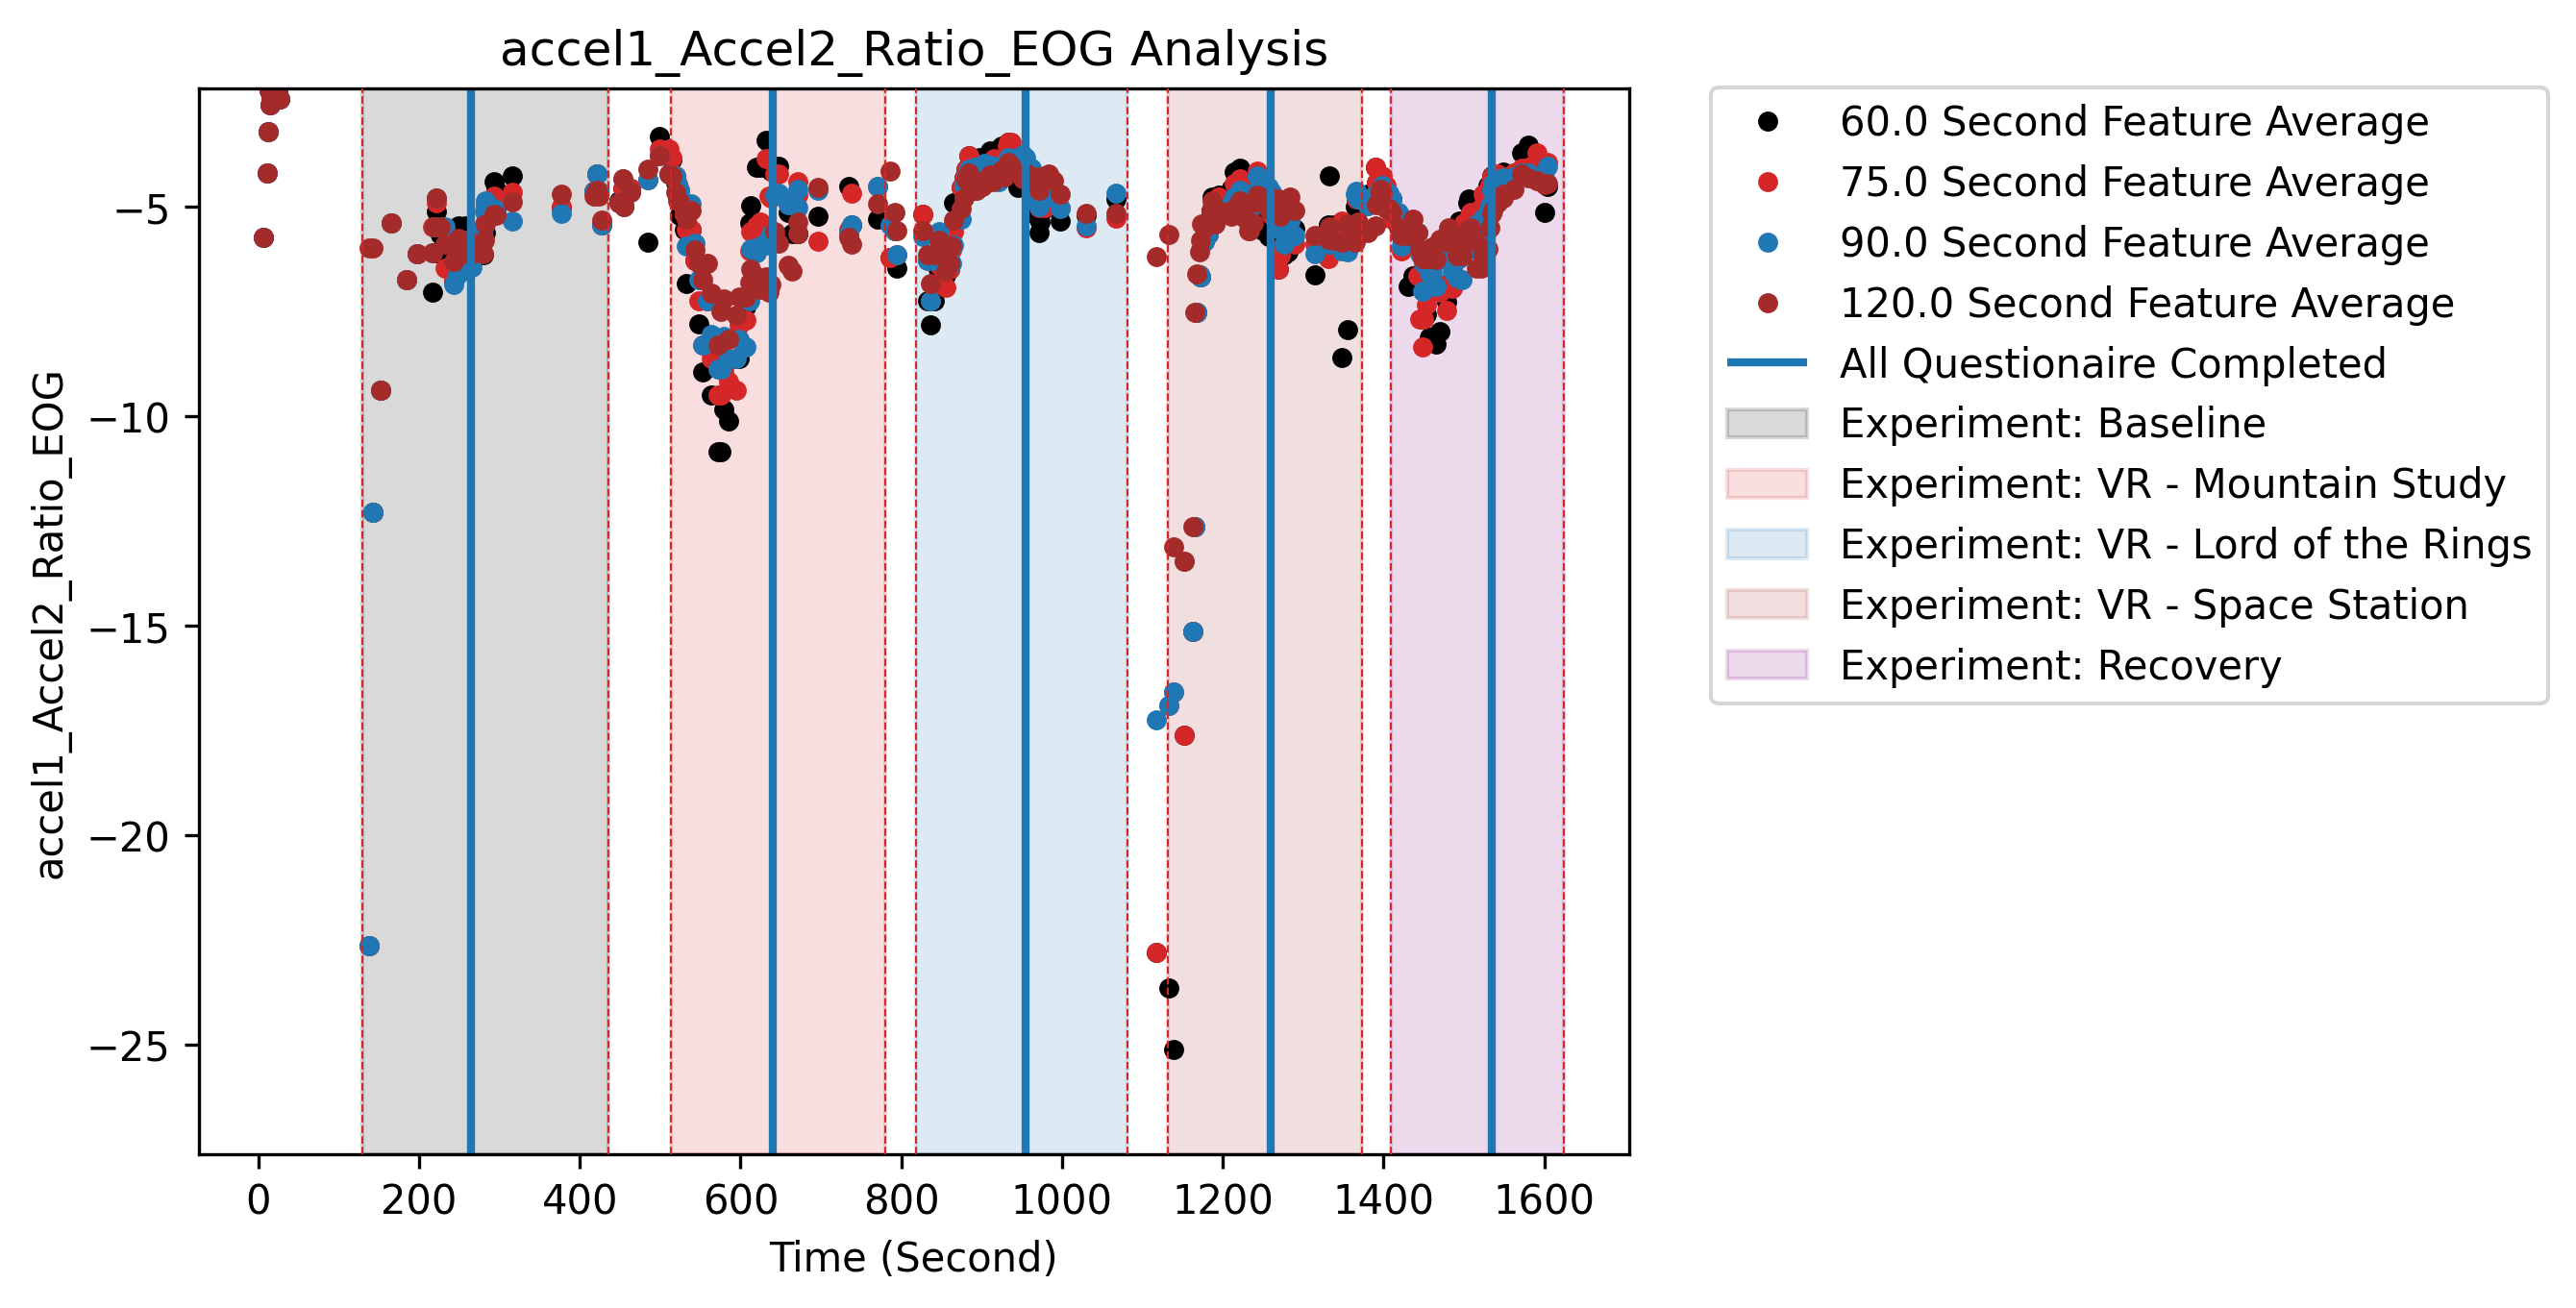 accel1_Accel2_Ratio_EOG Analysis
accel1_Accel2_Ratio_EOG
−5
−10
−15
−20
−25
0 200 400 600 800 1000 1200 1400 1600
Time (Second)
60.0 Second Feature Average
75.0 Second Feature Average
90.0 Second Feature Average
120.0 Second Feature Average
All Questionaire Completed
Experiment: Baseline
Experiment: VR - Mountain Study
Experiment: VR - Lord of the Rings
Experiment: VR - Space Station
Experiment: Recovery